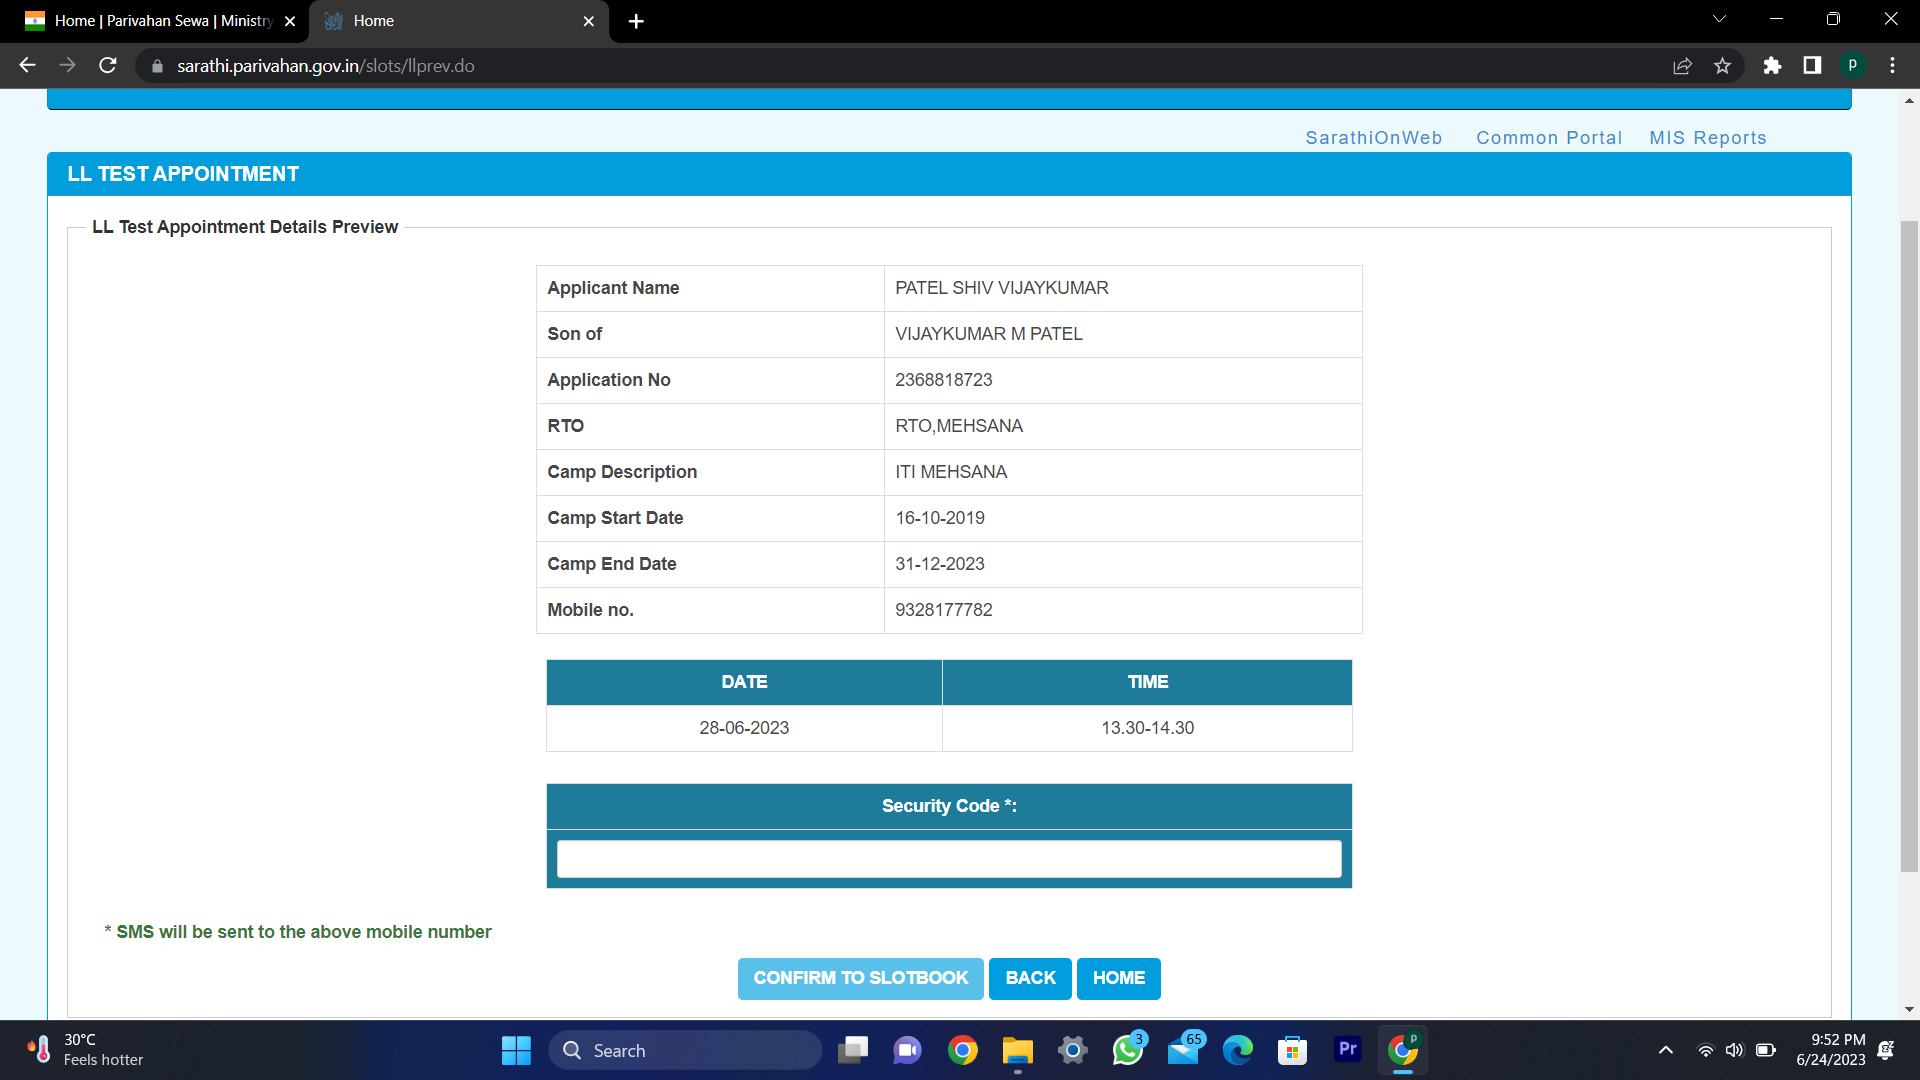 Home | Parivahan Sewa | Ministry
Home
sarathi.parivahan.gov.in/slots/llprev.do
P
SarathiOnWeb Common Portal MIS Reports
LL TEST APPOINTMENT
LL Test Appointment Details Preview
Applicant Name PATEL SHIV VIJAYKUMAR
Son of VIJAYKUMAR M PATEL
Application No 2368818723
RTO RTO,MEHSANA
Camp Description ITI MEHSANA
Camp Start Date 16-10-2019
Camp End Date 31-12-2023
Mobile no. 9328177782
DATE TIME
28-06-2023 13.30-14.30
Security Code *:
* SMS will be sent to the above mobile number
CONFIRM TO SLOTBOOK BACK HOME
30°C
Feels hotter
Search
3
65
Pr
P
9:52 PM
6/24/2023